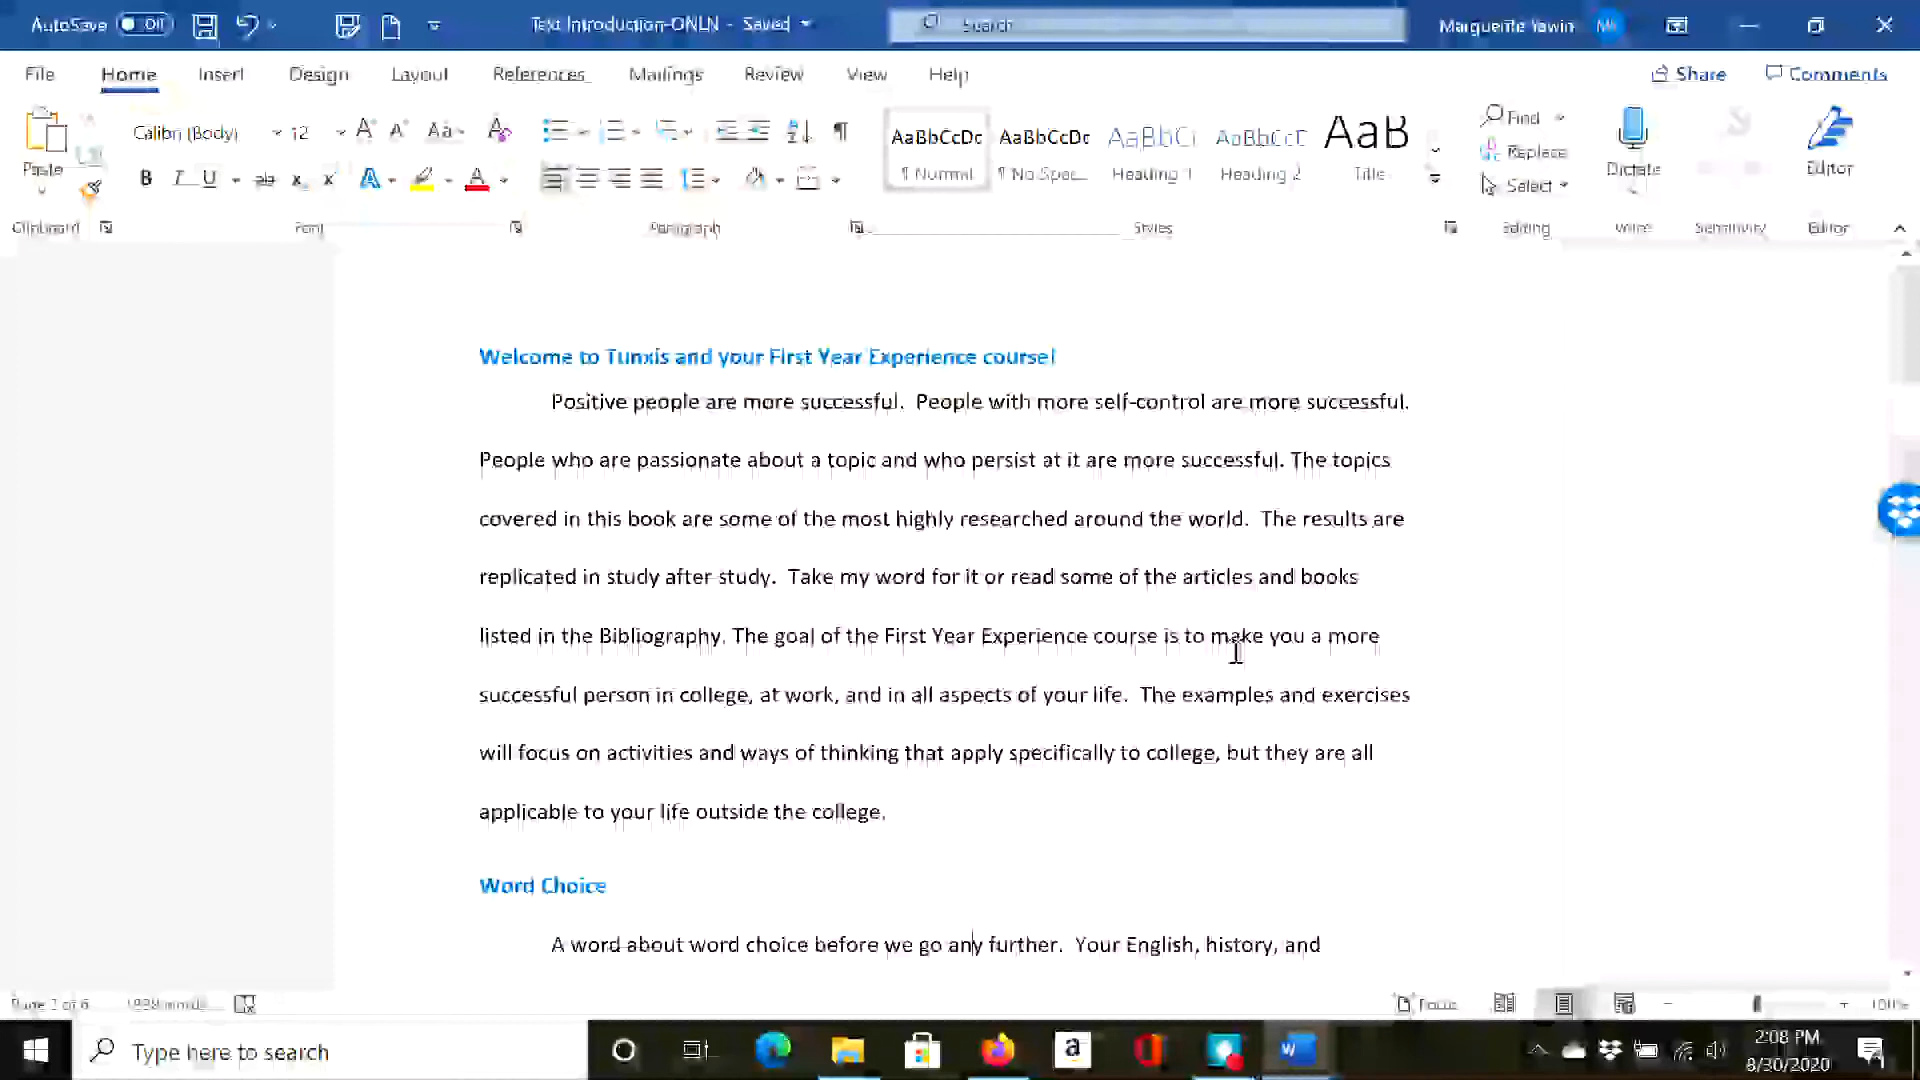 AutoSave Off Text Introduction-ONLN - Saved Search Marguerite Yawin
File Home Insert Design Layout References Mailings Review View Help Share Comments
Paste Calibri (Body) 12 Aa AaBbCcDc AaBbCcDc AaBbCc AaBbCcD AaB Find Replace Select Dictate Editor
B I U ab ¶ Normal ¶ No Spac... Heading 1 Heading 2 Title
Clipboard Font Paragraph Styles Editing Voice Sensitivity Editor
Welcome to Tunxis and your First Year Experience course!
Positive people are more successful. People with more self-control are more successful.
People who are passionate about a topic and who persist at it are more successful. The topics
covered in this book are some of the most highly researched around the world. The results are
replicated in study after study. Take my word for it or read some of the articles and books
listed in the Bibliography. The goal of the First Year Experience course is to make you a more
successful person in college, at work, and in all aspects of your life. The examples and exercises
will focus on activities and ways of thinking that apply specifically to college, but they are all
applicable to your life outside the college.
Word Choice
A word about word choice before we go any further. Your English, history, and
Focus 100%
Type here to search
2:08 PM
8/30/2020